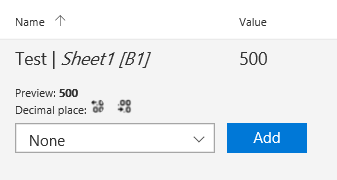 Name ↑ Value
Test | Sheet1 [B1] 500
Preview: 500
Decimal place:
None Add